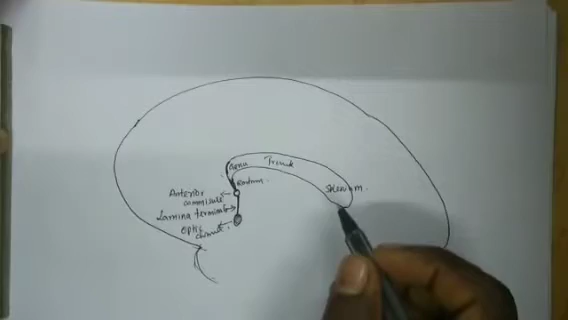 Genu Trunk
Rostrum
Splenium.
Anterior
commissure
Lamina terminalis
Optic
chiasma